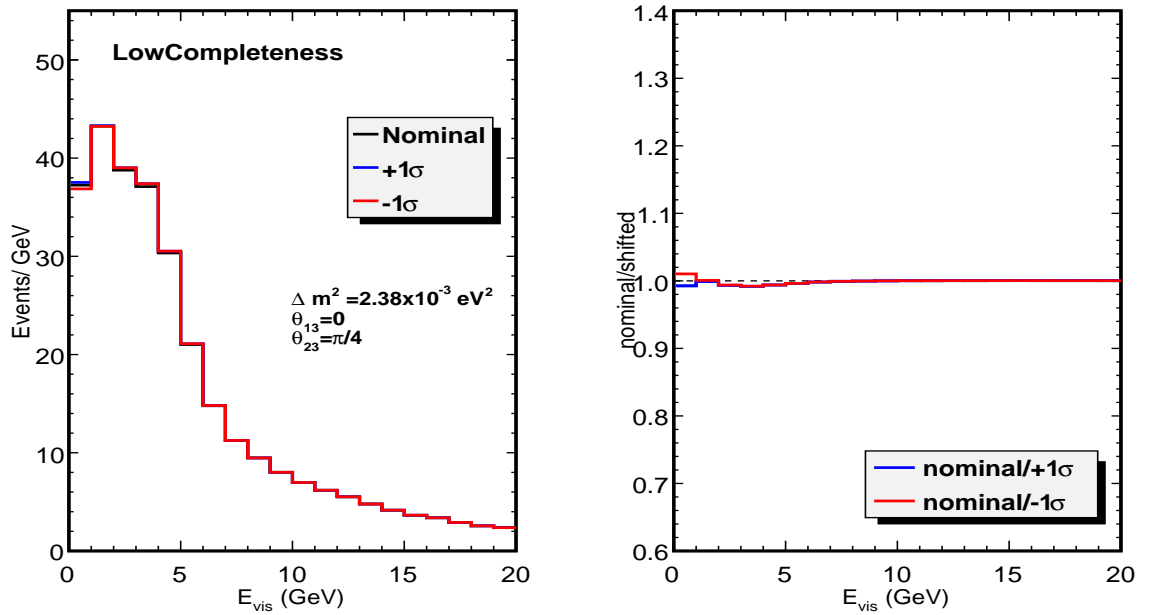 LowCompleteness
Nominal
+1σ
-1σ
Δ m² =2.38x10⁻³ eV²
θ₁₃=0
θ₂₃=π/4
Events/ GeV
0
10
20
30
40
50
0 5 10 15 20
E_vis (GeV)
1.4
1.3
1.2
1.1
1.0
0.9
0.8
0.7
0.6
nominal/shifted
nominal/+1σ
nominal/-1σ
0 5 10 15 20
E_vis (GeV)